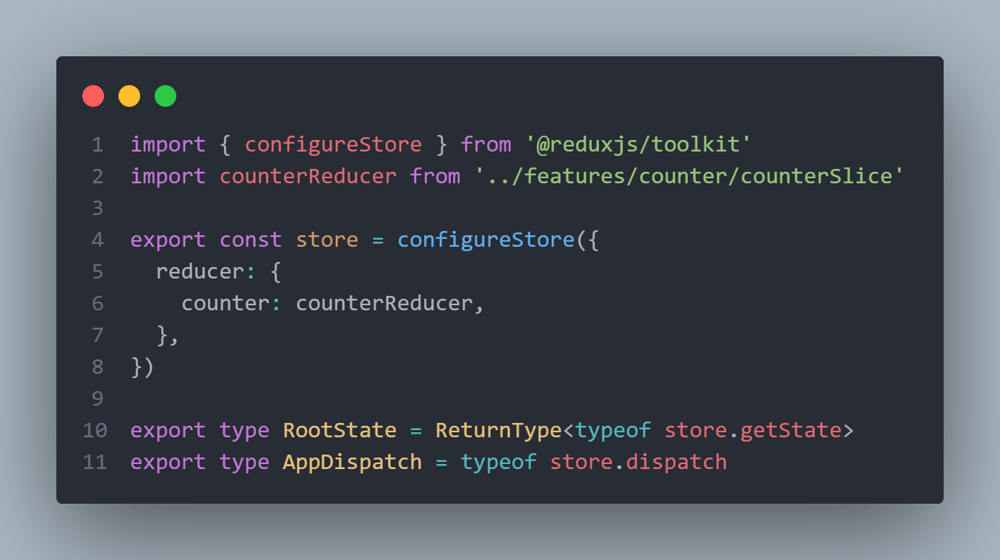 1 import { configureStore } from '@reduxjs/toolkit'
2 import counterReducer from '../features/counter/counterSlice'
3
4 export const store = configureStore({
5   reducer: {
6     counter: counterReducer,
7   },
8 })
9
10 export type RootState = ReturnType<typeof store.getState>
11 export type AppDispatch = typeof store.dispatch